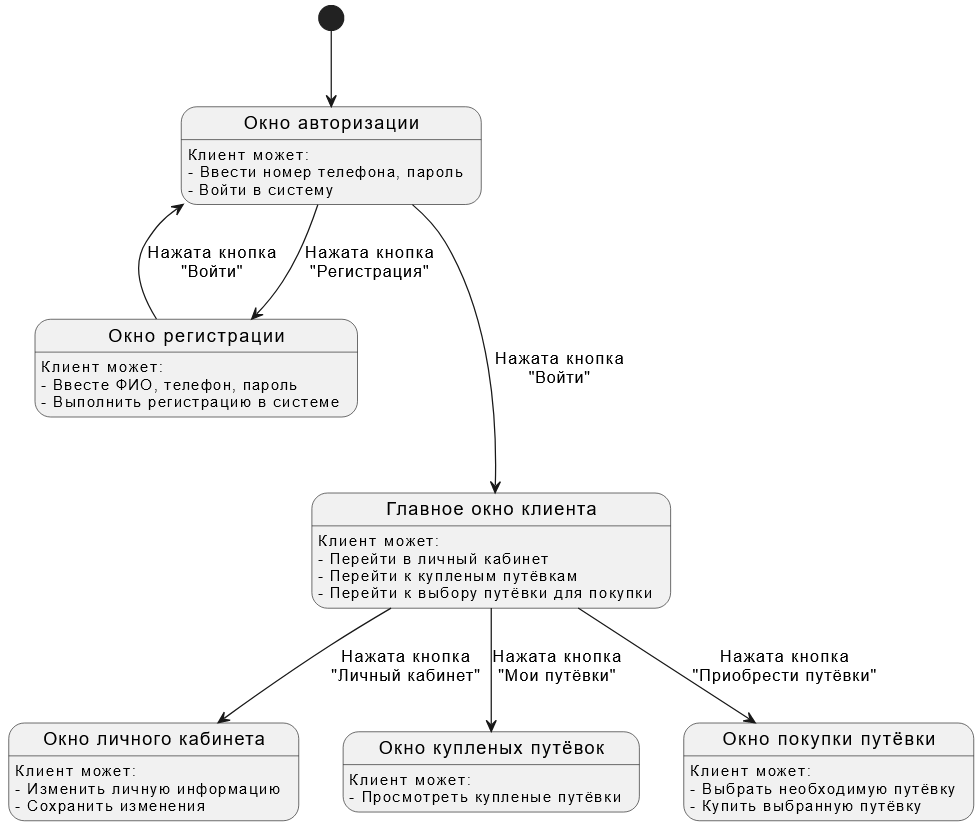 Окно авторизации
Клиент может:
- Ввести номер телефона, пароль
- Войти в систему
Нажата кнопка
"Войти"
Нажата кнопка
"Регистрация"
Окно регистрации
Клиент может:
- Ввесте ФИО, телефон, пароль
- Выполнить регистрацию в системе
Нажата кнопка
"Войти"
Главное окно клиента
Клиент может:
- Перейти в личный кабинет
- Перейти к купленым путёвкам
- Перейти к выбору путёвки для покупки
Нажата кнопка
"Личный кабинет"
Нажата кнопка
"Мои путёвки"
Нажата кнопка
"Приобрести путёвки"
Окно личного кабинета
Клиент может:
- Изменить личную информацию
- Сохранить изменения
Окно купленых путёвок
Клиент может:
- Просмотреть купленые путёвки
Окно покупки путёвки
Клиент может:
- Выбрать необходимую путёвку
- Купить выбранную путёвку